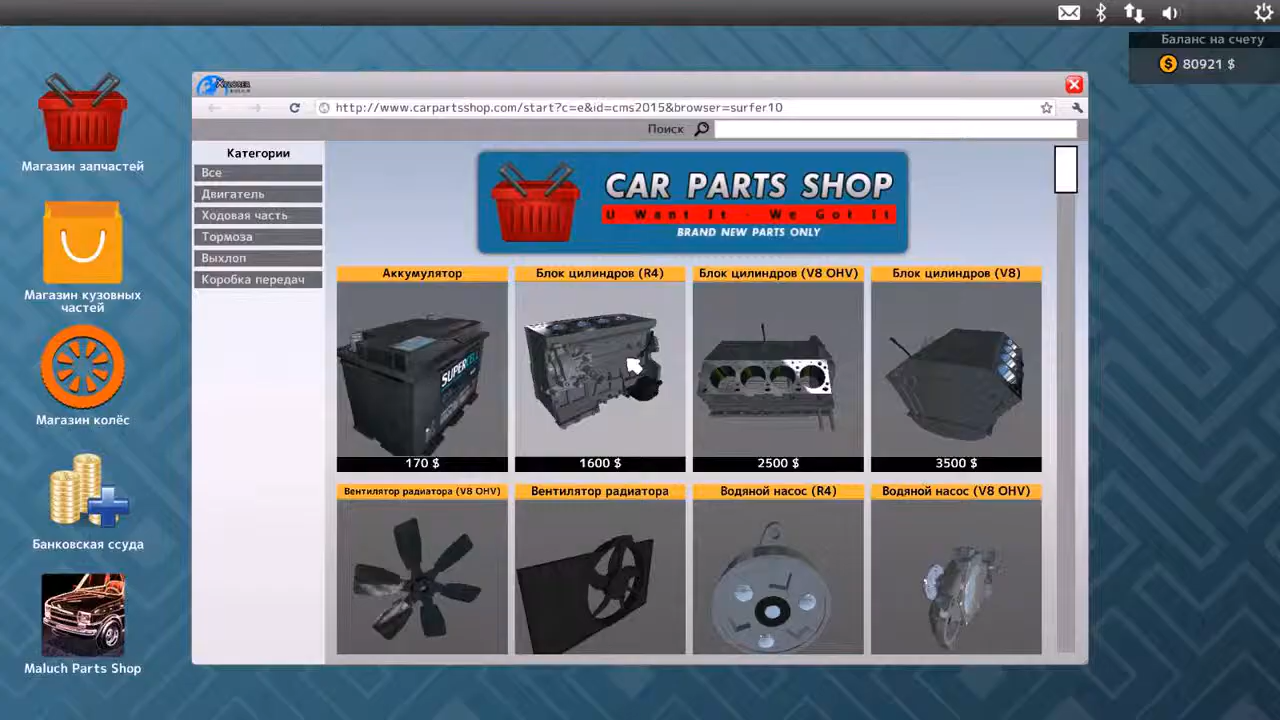 Баланс на счету
80921 $
Магазин запчастей
Магазин кузовных
частей
Магазин колёс
Банковская ссуда
Maluch Parts Shop
http://www.carpartsshop.com/start?c=e&id=cms2015&browser=surfer10
Поиск
Категории
Все
Двигатель
Ходовая часть
Тормоза
Выхлоп
Коробка передач
CAR PARTS SHOP
U Want It - We Got It
BRAND NEW PARTS ONLY
Аккумулятор
SUPERCELL
170 $
Блок цилиндров (R4)
1600 $
Блок цилиндров (V8 OHV)
2500 $
Блок цилиндров (V8)
3500 $
Вентилятор радиатора (V8 OHV)
Вентилятор радиатора
Водяной насос (R4)
Водяной насос (V8 OHV)